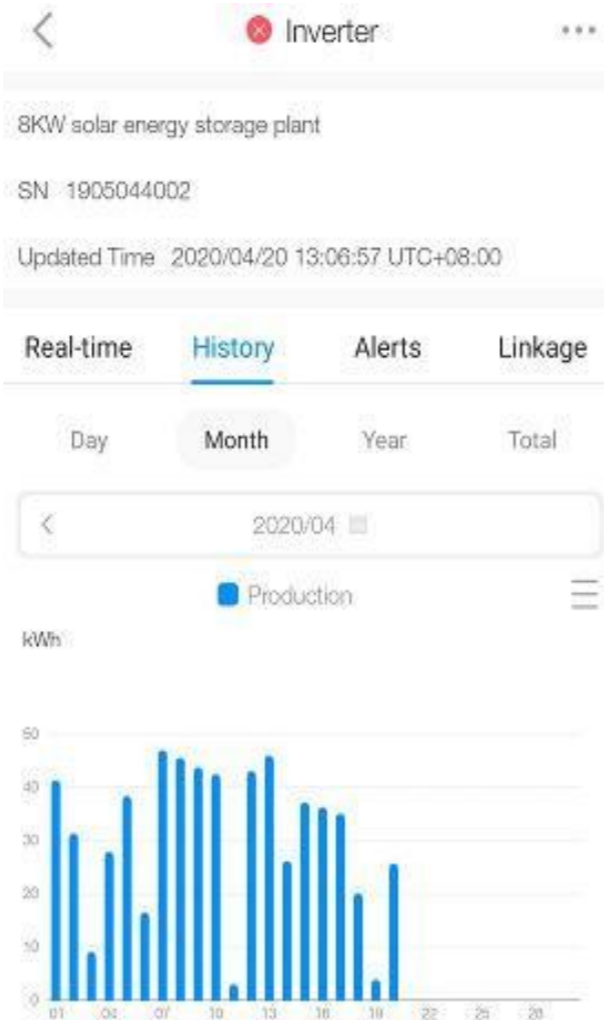 Inverter
8KW solar energy storage plant
SN 1905044002
Updated Time 2020/04/20 13:06:57 UTC+08:00
Real-time History Alerts Linkage
Day Month Year Total
2020/04
Production
kWh
50
40
30
20
10
0
01 04 07 10 13 16 19 22 25 28